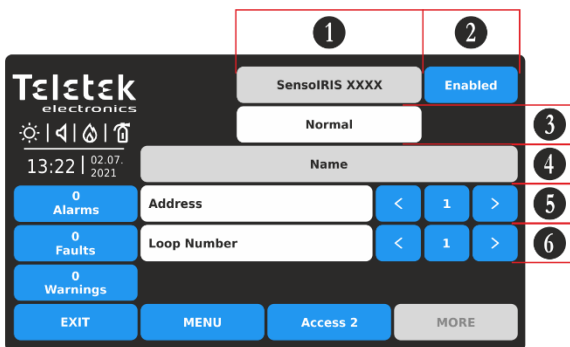 1 2
Teletek
electronics
SensoIRIS XXXX Enabled
Normal 3
13:22 02.07.
2021
Name 4
0
Alarms
Address < 1 > 5
0
Faults
Loop Number < 1 > 6
0
Warnings
EXIT MENU Access 2 MORE